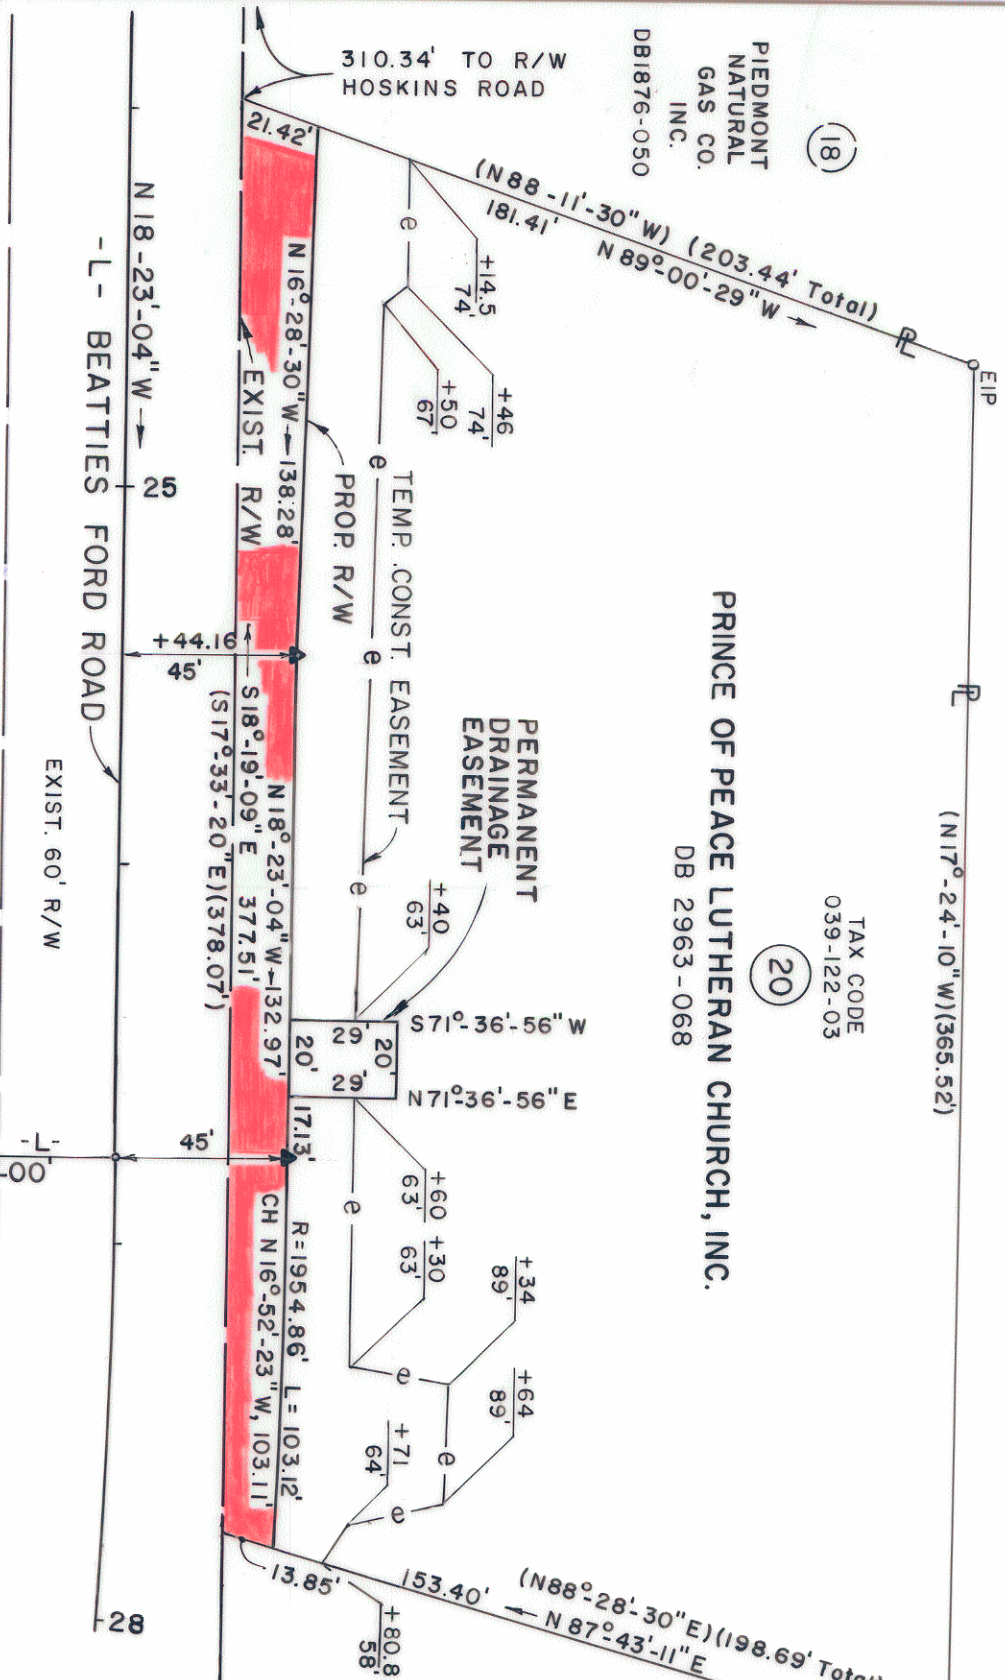 310.34' TO R/W
HOSKINS ROAD
(18)
PIEDMONT
NATURAL
GAS CO.
INC.
DB1876-050
21.42'
(N88-11'-30"W) (203.44' Total)
181.41'
N89°-00'-29"W
PL
EIP
PL
(N17°-24'-10"W)(365.52')
TAX CODE
039-122-03
20
PRINCE OF PEACE LUTHERAN CHURCH, INC.
DB 2963-068
e
+14.5
74'
+46
74'
+50
67'
e
TEMP. CONST. EASEMENT
e
e
PROP. R/W
N 16°-28'-30"W 138.28'
EXIST. R/W
N 18-23'-04"W
-L- BEATTIES FORD ROAD
25
+44.16
45'
S18°-19'-09"E 377.51'
(S17°-33'-20"E)(378.07')
N18°-23'-04"W 132.97'
EXIST. 60' R/W
PERMANENT
DRAINAGE
EASEMENT
+40
63'
S71°-36'-56"W
29'
20'
20'
29'
N71°-36'-56"E
17.13'
45'
-L-
-00
e
+60
63'
+30
63'
+34
89'
R=1954.86' L=103.12'
CH N16°-52'-23"W, 103.11'
e
e
+64
89'
+71
64'
e
13.85'
+80.8
58'
153.40'
(N88°-28'-30"E)(198.69' Total)
N87°-43'-11"E
28